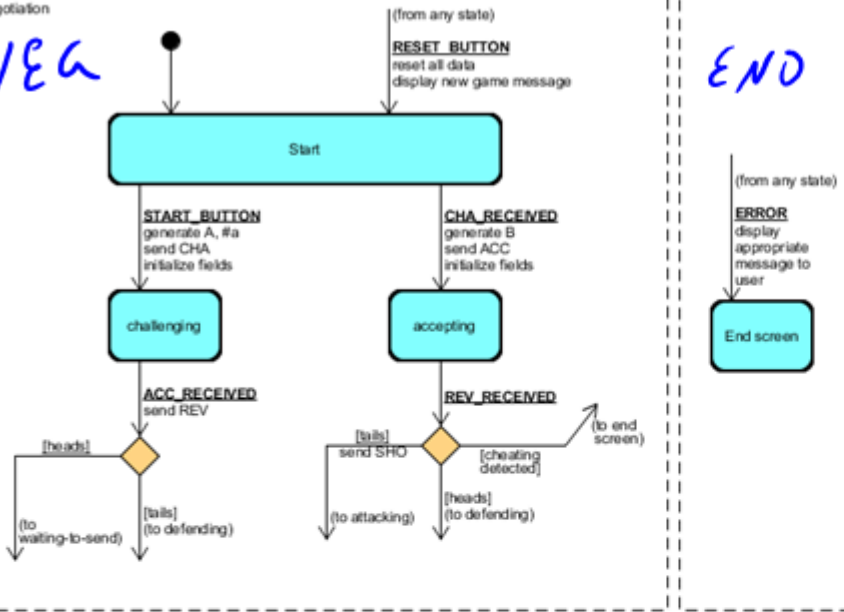 (from any state)
RESET_BUTTON
reset all data
display new game message
END
Start
(from any state)
ERROR
display
appropriate
message to
user
START_BUTTON
generate A, #a
send CHA
initialize fields
CHA_RECEIVED
generate B
send ACC
initialize fields
challenging
accepting
End screen
ACC_RECEIVED
send REV
REV_RECEIVED
[heads]
[tails]
(to defending)
(to
waiting-to-send)
[tails]
send SHO
[cheating
detected]
(to end
screen)
(to attacking)
[heads]
(to defending)